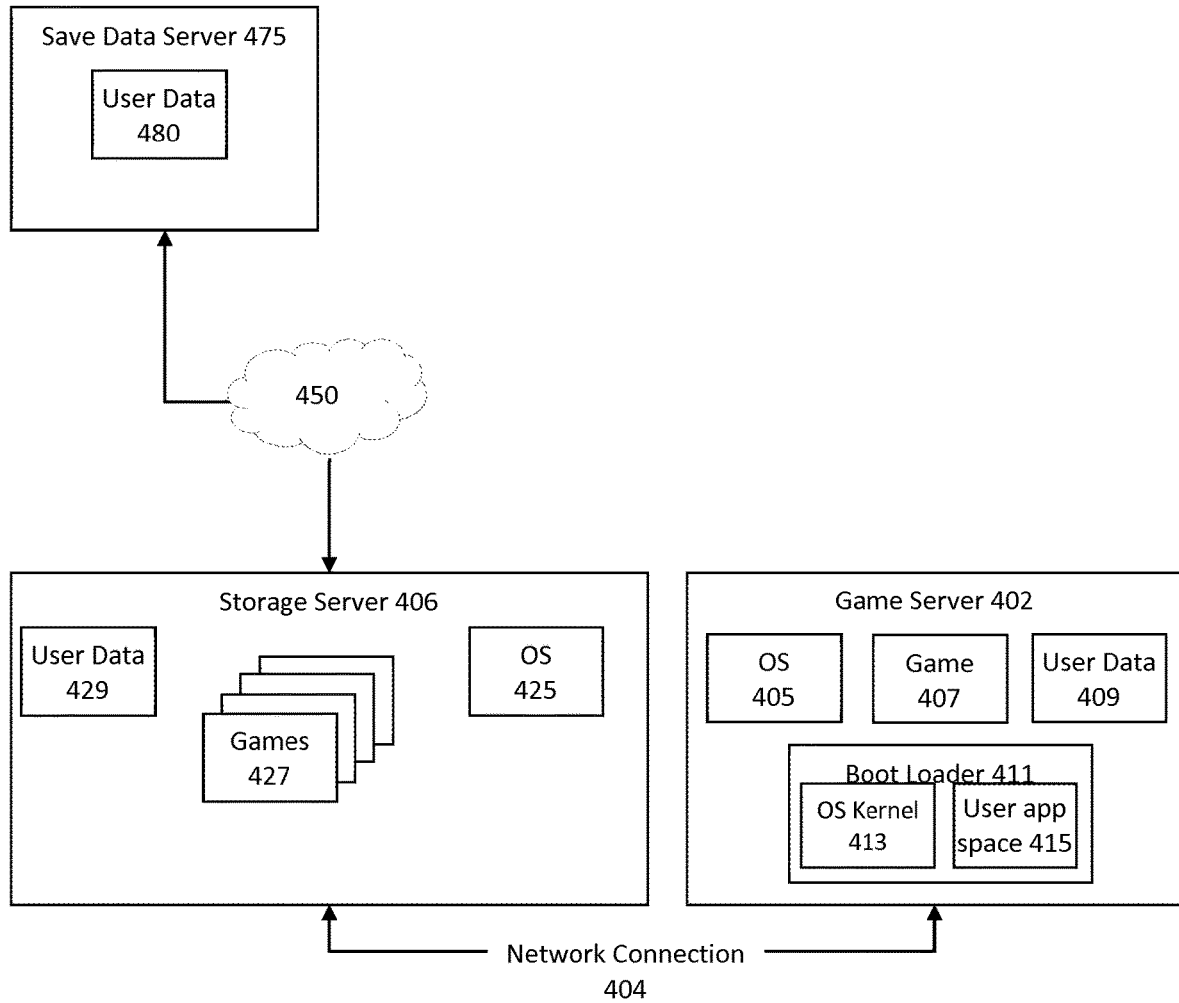 Save Data Server 475
User Data
480
450
Storage Server 406
User Data
429
Games
427
OS
425
Game Server 402
OS
405
Game
407
User Data
409
Boot Loader 411
OS Kernel
413
User app
space 415
Network Connection
404